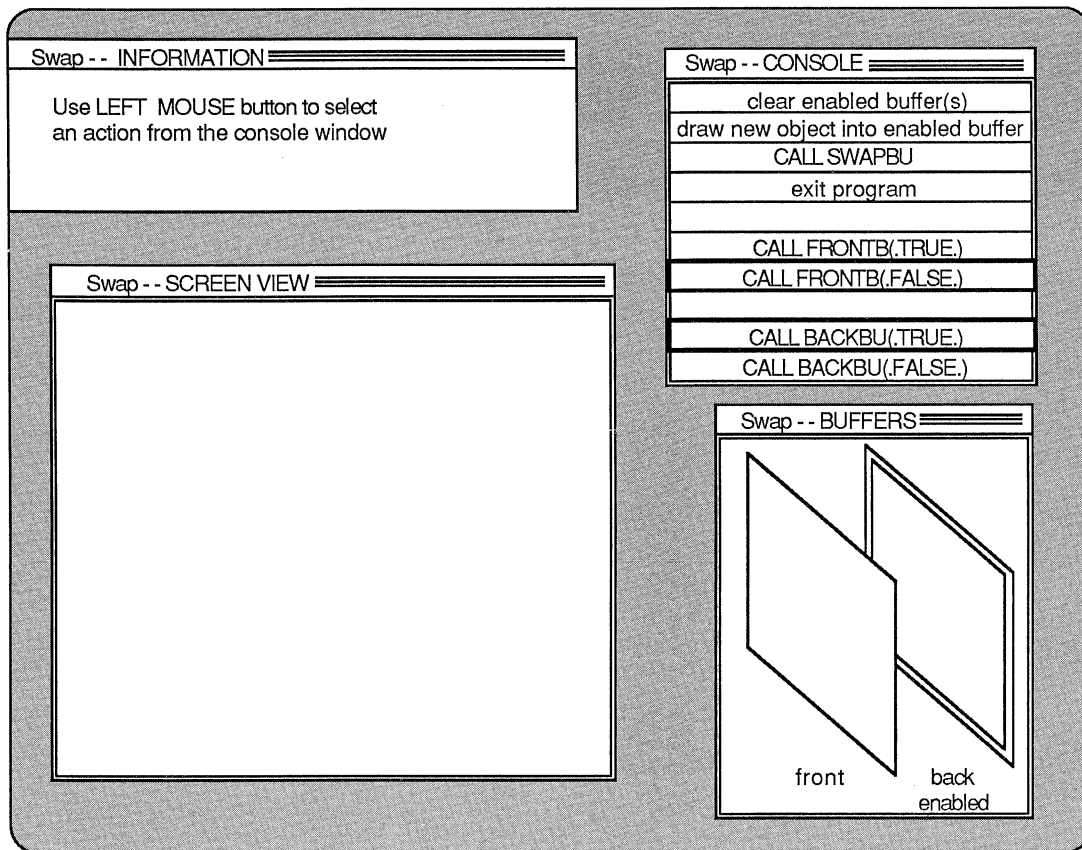 Swap - - INFORMATION
Use LEFT MOUSE button to select
an action from the console window
Swap - - CONSOLE
clear enabled buffer(s)
draw new object into enabled buffer
CALL SWAPBU
exit program
CALL FRONTB(.TRUE.)
CALL FRONTB(.FALSE.)
CALL BACKBU(.TRUE.)
CALL BACKBU(.FALSE.)
Swap - - SCREEN VIEW
Swap - - BUFFERS
front
back
enabled